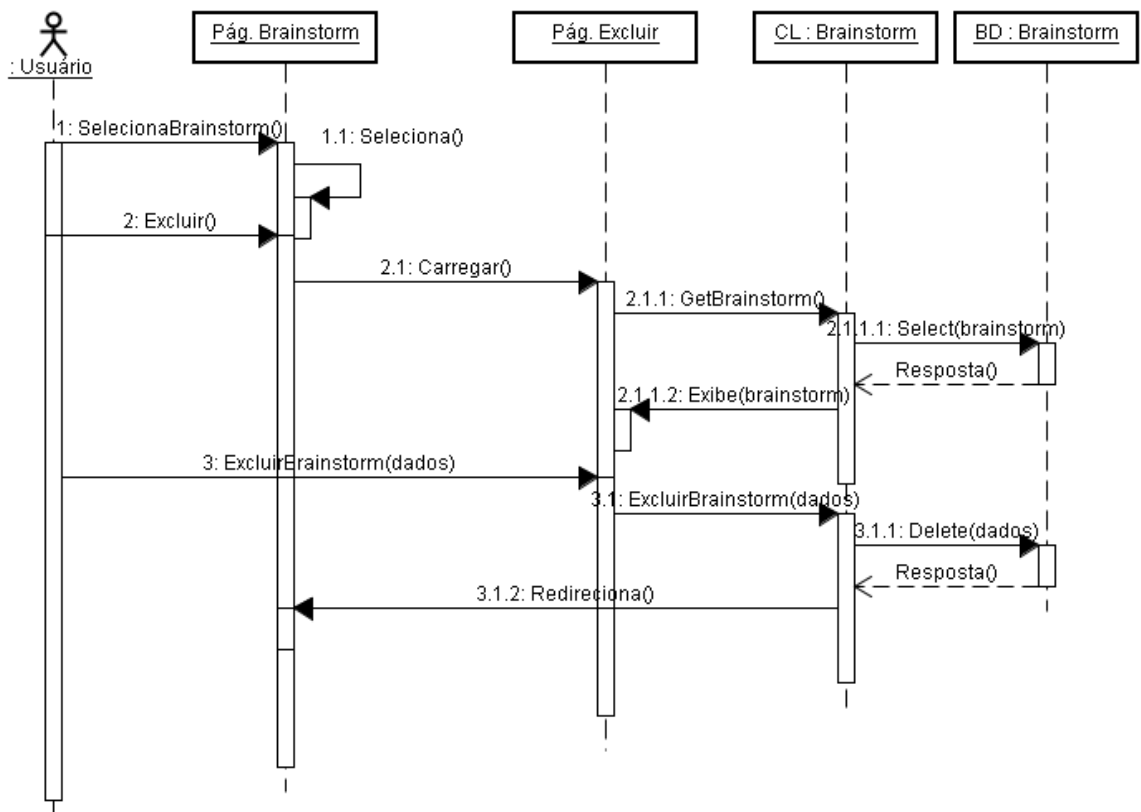 Pág. Brainstorm
Pág. Excluir
CL : Brainstorm
BD : Brainstorm
: Usuário
1: SelecionaBrainstorm()
1.1: Seleciona()
2: Excluir()
2.1: Carregar()
2.1.1: GetBrainstorm()
2.1.1.1: Select(brainstorm)
Resposta()
2.1.1.2: Exibe(brainstorm)
3: ExcluirBrainstorm(dados)
3.1: ExcluirBrainstorm(dados)
3.1.1: Delete(dados)
Resposta()
3.1.2: Redireciona()